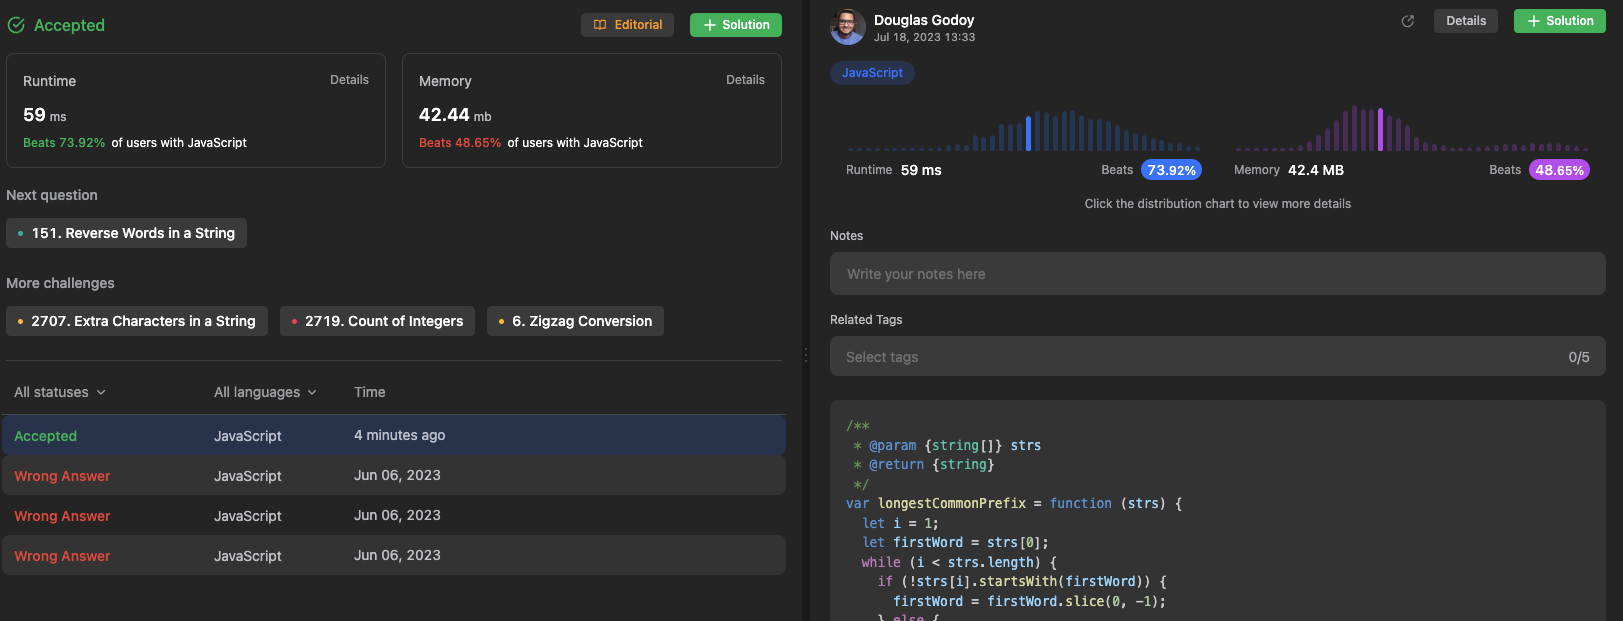 Accepted
Editorial
Solution
Runtime
Details
59 ms
Beats 73.92% of users with JavaScript
Memory
Details
42.44 mb
Beats 48.65% of users with JavaScript
Next question
151. Reverse Words in a String
More challenges
2707. Extra Characters in a String
2719. Count of Integers
6. Zigzag Conversion
All statuses All languages Time
Accepted JavaScript 4 minutes ago
Wrong Answer JavaScript Jun 06, 2023
Wrong Answer JavaScript Jun 06, 2023
Wrong Answer JavaScript Jun 06, 2023
Douglas Godoy
Jul 18, 2023 13:33
Details
Solution
JavaScript
Runtime 59 ms Beats 73.92%
Memory 42.4 MB Beats 48.65%
Click the distribution chart to view more details
Notes
Write your notes here
Related Tags
Select tags 0/5
/**
 * @param {string[]} strs
 * @return {string}
 */
var longestCommonPrefix = function (strs) {
  let i = 1;
  let firstWord = strs[0];
  while (i < strs.length) {
    if (!strs[i].startsWith(firstWord)) {
      firstWord = firstWord.slice(0, -1);
    } else {